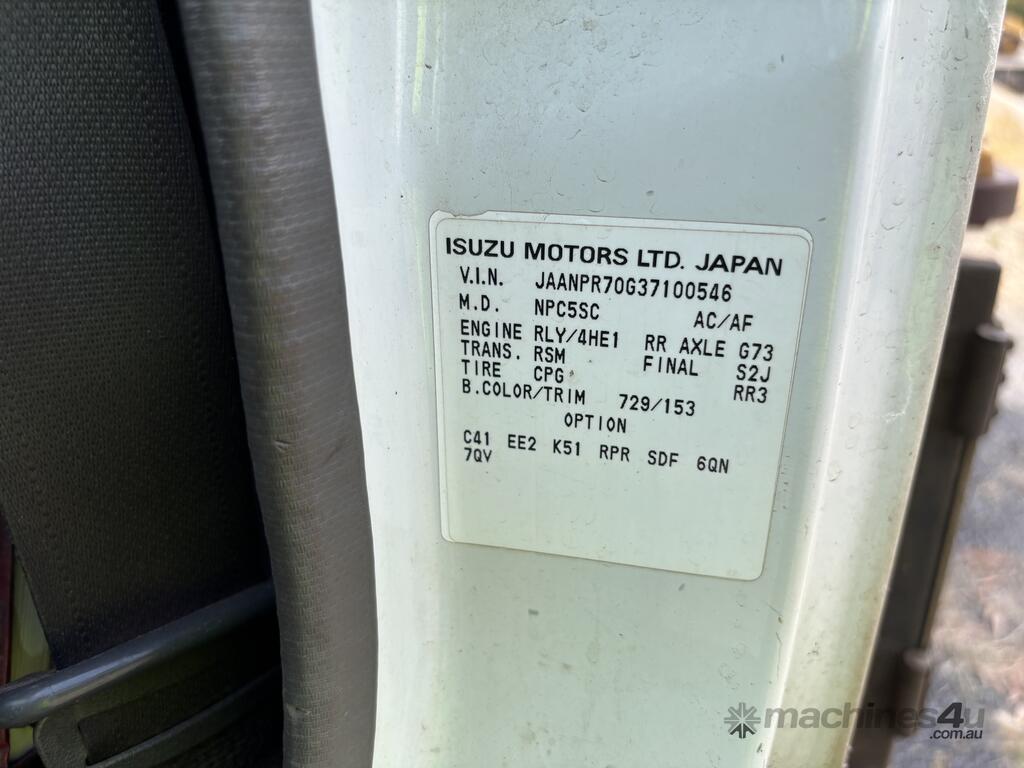 ISUZU MOTORS LTD. JAPAN
V.I.N. JAANPR70G37100546
M.D. NPC5SC AC/AF
ENGINE RLY/4HE1 RR AXLE G73
TRANS. RSM FINAL S2J
TIRE CPG RR3
B.COLOR/TRIM 729/153
OPTION
C41 EE2 K51 RPR SDF 6QN
7QV
machines4u
.com.au